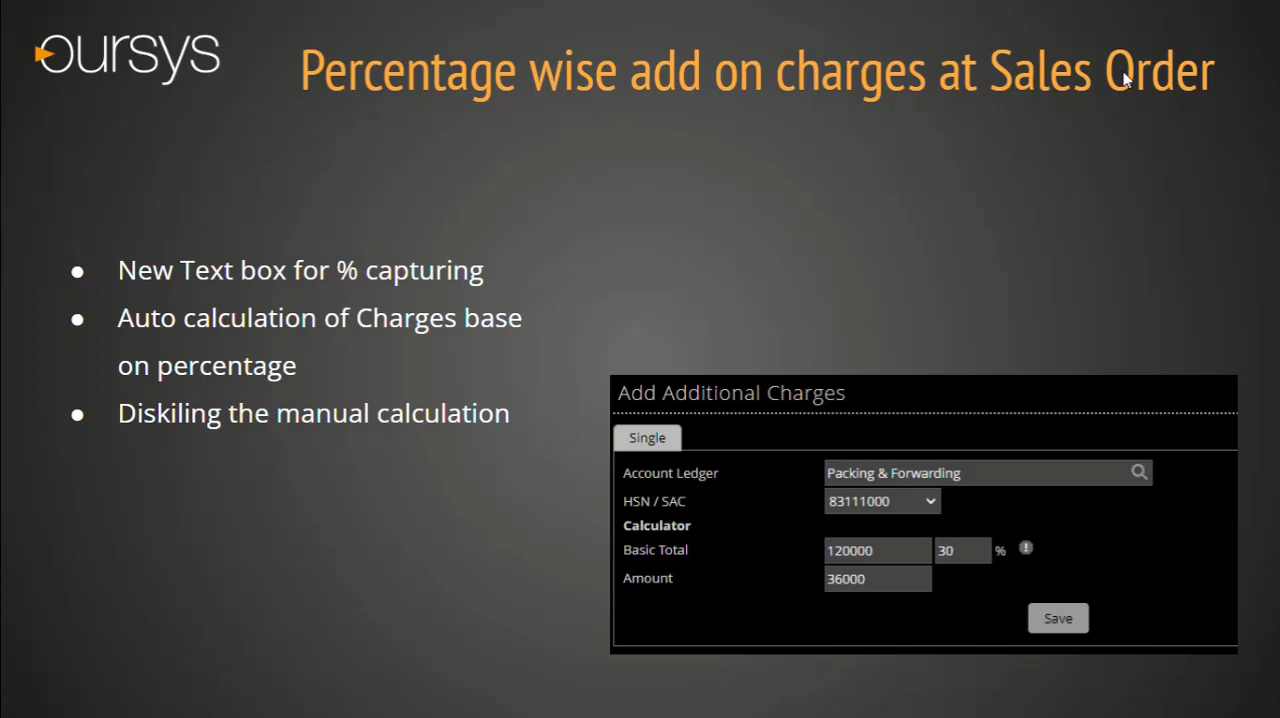 oursys
Percentage wise add on charges at Sales Order
● New Text box for % capturing
● Auto calculation of Charges base
on percentage
● Diskiling the manual calculation
Add Additional Charges
Single
Account Ledger Packing & Forwarding
HSN / SAC 83111000
Calculator
Basic Total 120000 30 % !
Amount 36000
Save